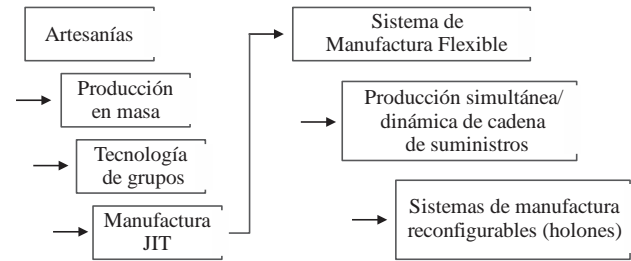 Artesanías
Producción
en masa
Tecnología
de grupos
Manufactura
JIT
Sistema de
Manufactura Flexible
Producción simultánea/
dinámica de cadena
de suministros
Sistemas de manufactura
reconfigurables (holones)